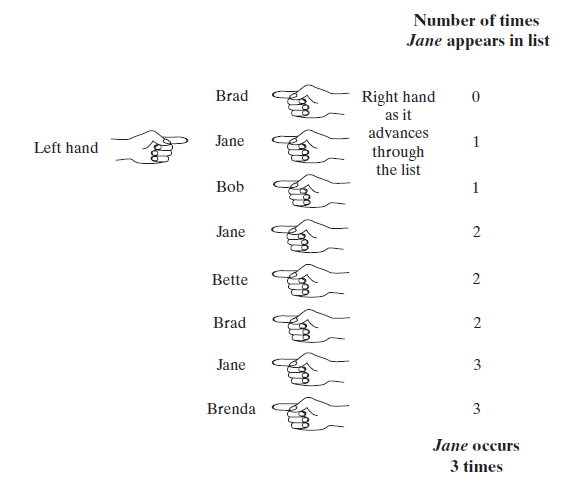 Number of times
Jane appears in list
Brad
Right hand
as it
advances
through
the list
0
Left hand
Jane
1
Bob
1
Jane
2
Bette
2
Brad
2
Jane
3
Brenda
3
Jane occurs
3 times